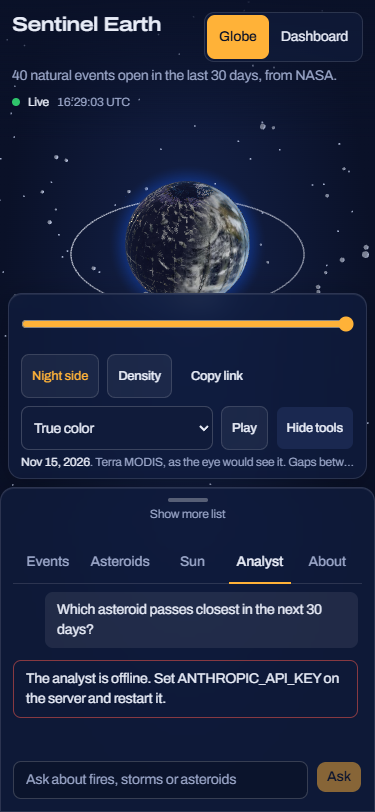 Sentinel Earth
Globe
Dashboard
40 natural events open in the last 30 days, from NASA.
Live 16:29:03 UTC
Night side
Density
Copy link
True color
Play
Hide tools
Nov 15, 2026. Terra MODIS, as the eye would see it. Gaps betw...
Show more list
Events
Asteroids
Sun
Analyst
About
Which asteroid passes closest in the next 30
days?
The analyst is offline. Set ANTHROPIC_API_KEY on
the server and restart it.
Ask about fires, storms or asteroids
Ask